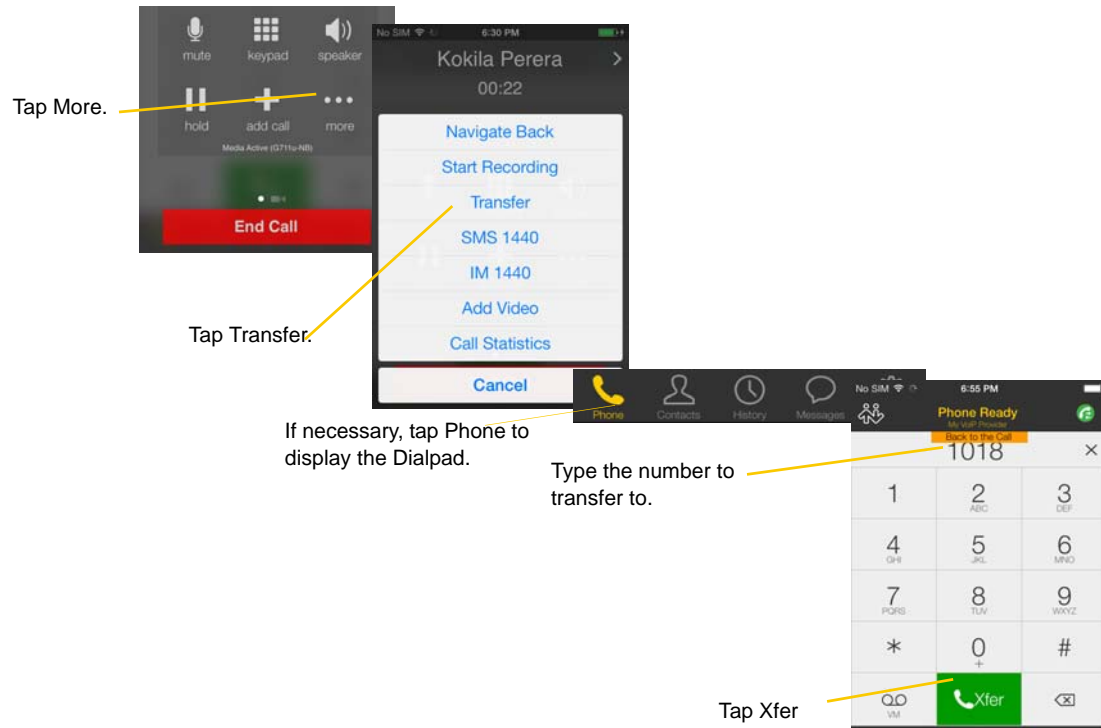 mute keypad speaker
hold add call more
Media Active (G711u-NB)
End Call
Tap More.
No SIM 6:30 PM
Kokila Perera >
00:22
Navigate Back
Start Recording
Transfer
SMS 1440
IM 1440
Add Video
Call Statistics
Cancel
Tap Transfer.
Phone Contacts History Messages
If necessary, tap Phone to
display the Dialpad.
No SIM 6:55 PM
Phone Ready
My VoIP Provider
Back to the Call
1018 ×
Type the number to
transfer to.
1 2 3
ABC DEF
4 5 6
GHI JKL MNO
7 8 9
PQRS TUV WXYZ
* 0 #
+
VM
Xfer
Tap Xfer